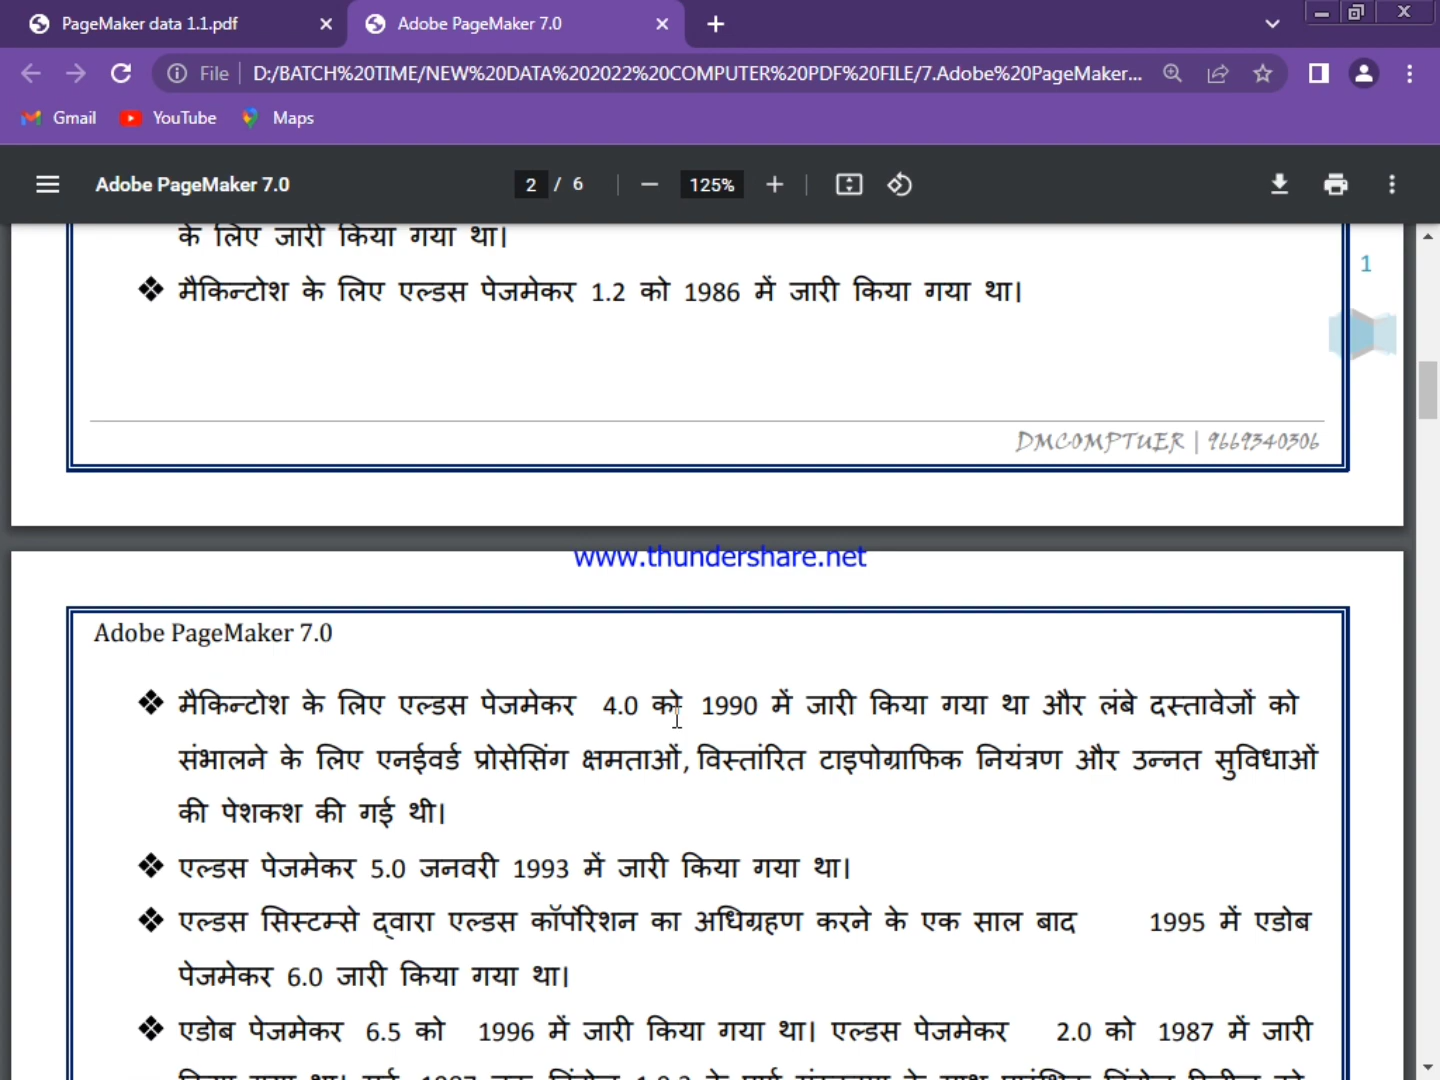 PageMaker data 1.1.pdf
Adobe PageMaker 7.0
File
D:/BATCH%20TIME/NEW%20DATA%202022%20COMPUTER%20PDF%20FILE/7.Adobe%20PageMaker...
Gmail
YouTube
Maps
Adobe PageMaker 7.0
2 / 6
125%
के लिए जारी किया गया था।
1
❖ मैकिन्टोश के लिए एल्डस पेजमेकर 1.2 को 1986 में जारी किया गया था।
DMCOMPTUER | 9669340306
www.thundershare.net
Adobe PageMaker 7.0
❖ मैकिन्टोश के लिए एल्डस पेजमेकर 4.0 को 1990 में जारी किया गया था और लंबे दस्तावेजों को
संभालने के लिए एनईवर्ड प्रोसेसिंग क्षमताओं, विस्तांरित टाइपोग्राफिक नियंत्रण और उन्नत सुविधाओं
की पेशकश की गई थी।
❖ एल्डस पेजमेकर 5.0 जनवरी 1993 में जारी किया गया था।
❖ एल्डस सिस्टम्से द्वारा एल्डस कॉर्पोरेशन का अधिग्रहण करने के एक साल बाद 1995 में एडोब
पेजमेकर 6.0 जारी किया गया था।
❖ एडोब पेजमेकर 6.5 को 1996 में जारी किया गया था। एल्डस पेजमेकर 2.0 को 1987 में जारी